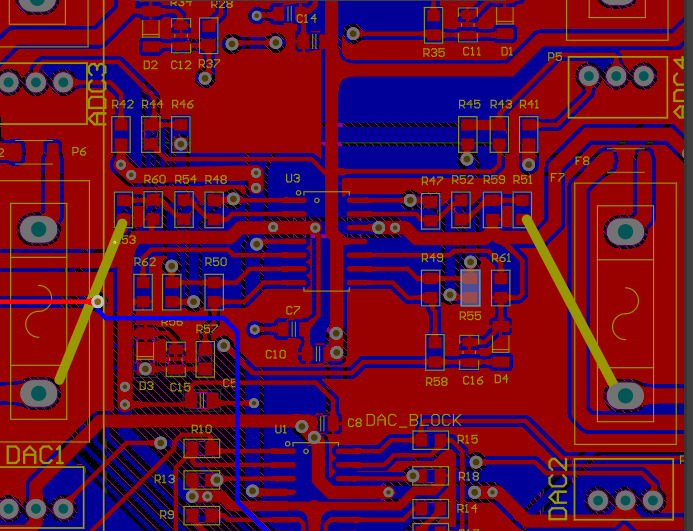 R34 R28
C14
R35 C11 D1
D2 C12 R37
P5
ADC3
ADC4
R42 R44 R46
R45 R43 R41
P6
F8
F7
R60 R54 R48
U3
R47 R52 R59 R51
R62 R50
R49 R61
R55
R56 R57
C7
C10
R58 C16 D4
D3 C15
C8
DAC_BLOCK
DAC1
R10
U1
R15
R13
R18
DAC2
R9
R14